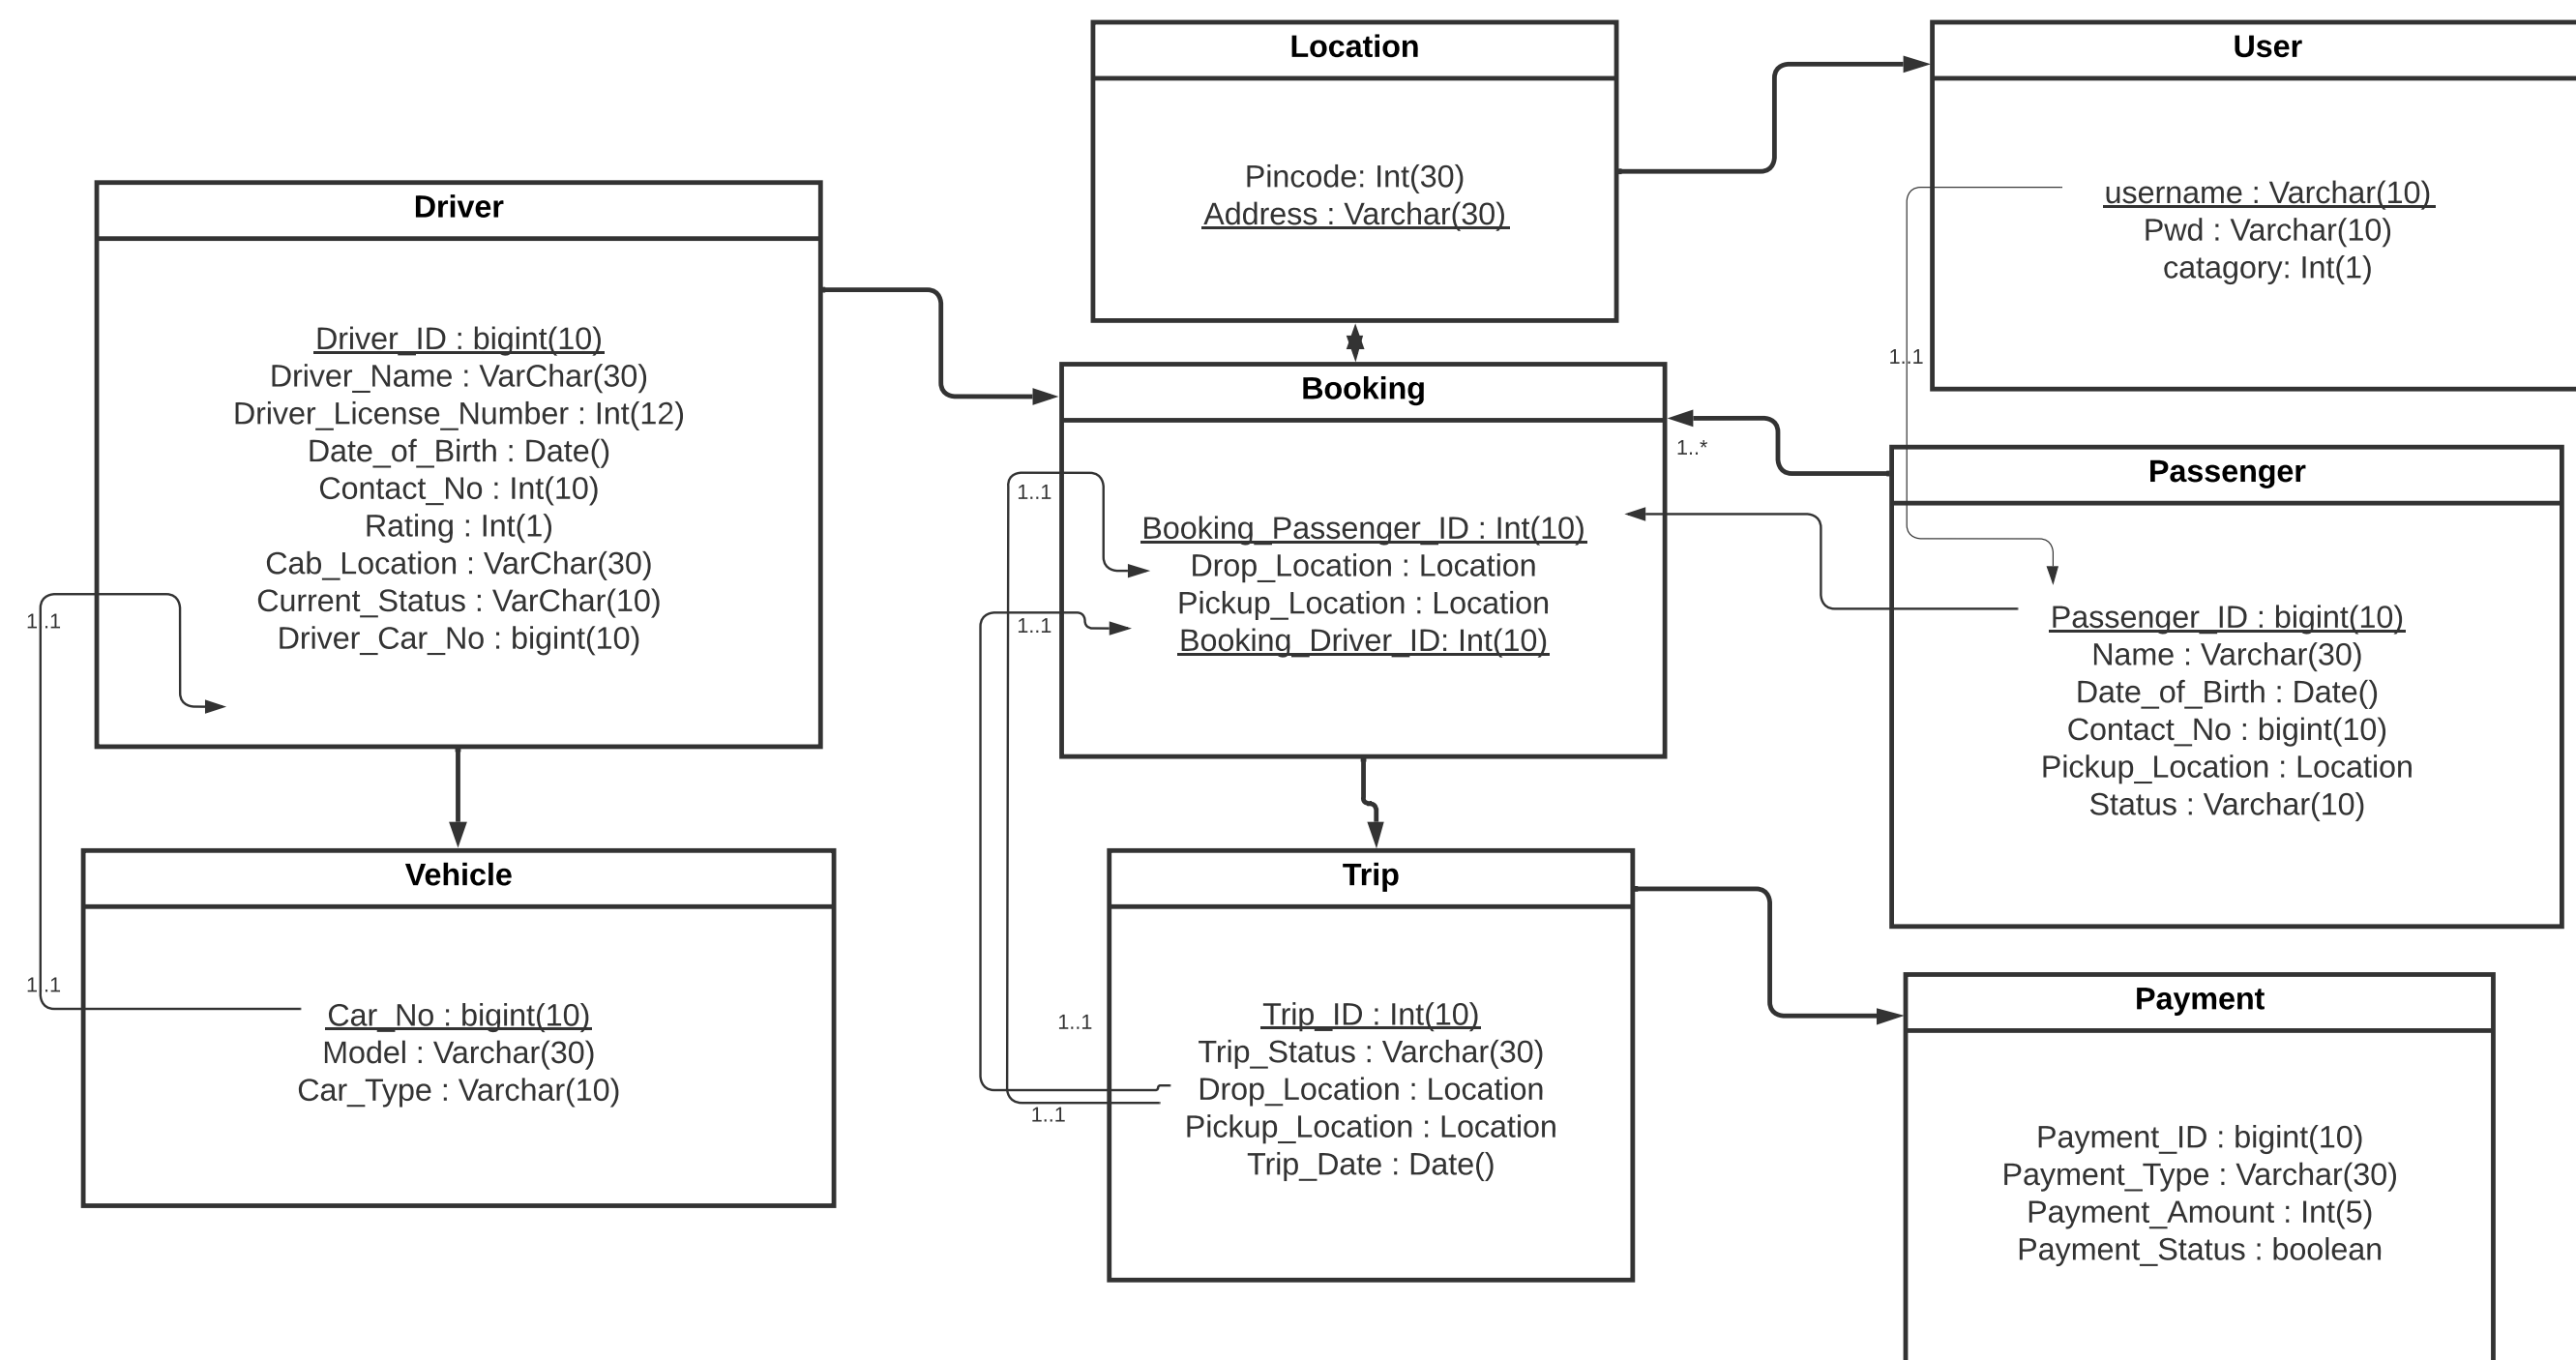 Location
Pincode: Int(30)
Address : Varchar(30)
User
username : Varchar(10)
Pwd : Varchar(10)
catagory: Int(1)
Driver
Driver_ID : bigint(10)
Driver_Name : VarChar(30)
Driver_License_Number : Int(12)
Date_of_Birth : Date()
Contact_No : Int(10)
Rating : Int(1)
Cab_Location : VarChar(30)
Current_Status : VarChar(10)
Driver_Car_No : bigint(10)
1..1
1..1
Booking
1..*
1..1
1..1
Booking_Passenger_ID : Int(10)
Drop_Location : Location
Pickup_Location : Location
Booking_Driver_ID: Int(10)
1..1
Passenger
Passenger_ID : bigint(10)
Name : Varchar(30)
Date_of_Birth : Date()
Contact_No : bigint(10)
Pickup_Location : Location
Status : Varchar(10)
Vehicle
Car_No : bigint(10)
Model : Varchar(30)
Car_Type : Varchar(10)
Trip
1..1
1..1
Trip_ID : Int(10)
Trip_Status : Varchar(30)
Drop_Location : Location
Pickup_Location : Location
Trip_Date : Date()
Payment
Payment_ID : bigint(10)
Payment_Type : Varchar(30)
Payment_Amount : Int(5)
Payment_Status : boolean